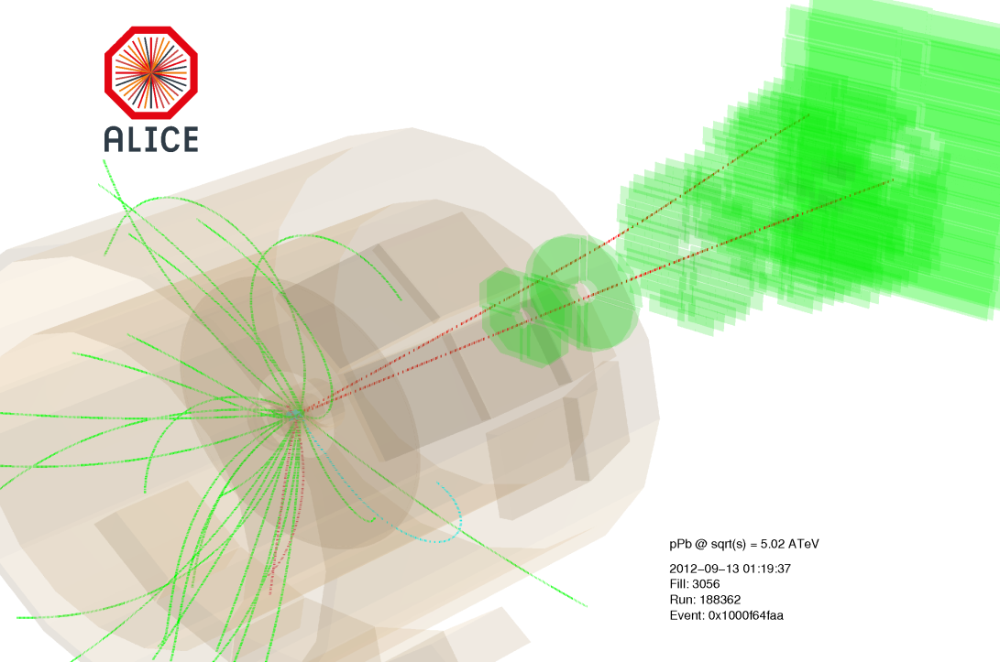 ALICE
pPb @ sqrt(s) = 5.02 ATeV
2012-09-13 01:19:37
Fill: 3056
Run: 188362
Event: 0x1000f64faa